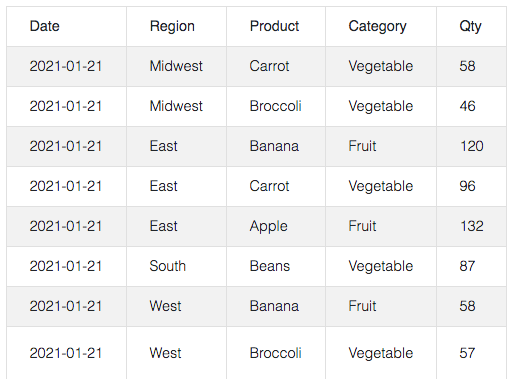 Date Region Product Category Qty
2021-01-21 Midwest Carrot Vegetable 58
2021-01-21 Midwest Broccoli Vegetable 46
2021-01-21 East Banana Fruit 120
2021-01-21 East Carrot Vegetable 96
2021-01-21 East Apple Fruit 132
2021-01-21 South Beans Vegetable 87
2021-01-21 West Banana Fruit 58
2021-01-21 West Broccoli Vegetable 57